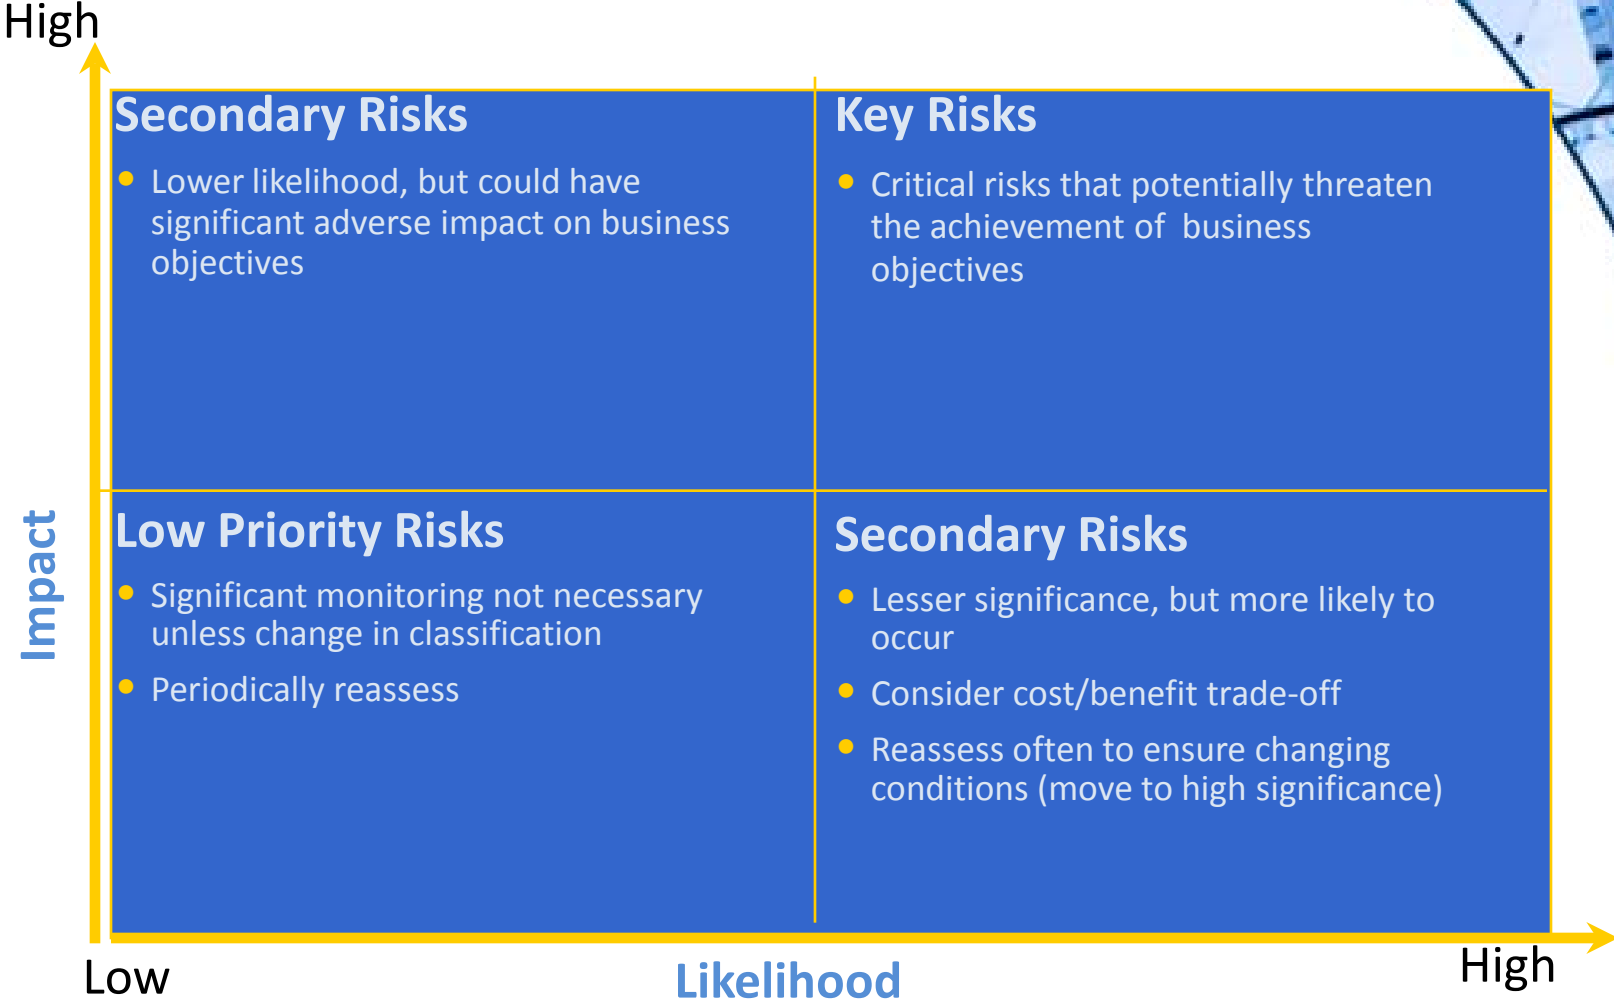 High
Secondary Risks
• Lower likelihood, but could have
significant adverse impact on business
objectives
Key Risks
• Critical risks that potentially threaten
the achievement of business
objectives
Impact
Low Priority Risks
• Significant monitoring not necessary
unless change in classification
• Periodically reassess
Secondary Risks
• Lesser significance, but more likely to
occur
• Consider cost/benefit trade-off
• Reassess often to ensure changing
conditions (move to high significance)
Low
Likelihood
High